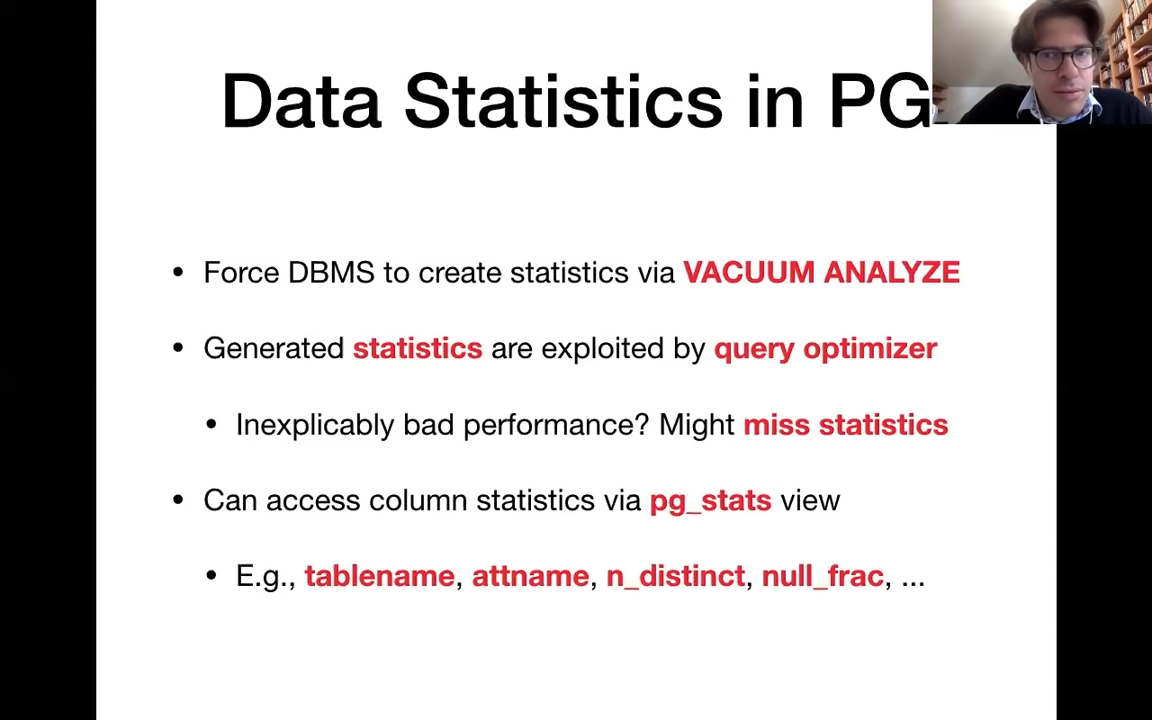 Data Statistics in PG
• Force DBMS to create statistics via VACUUM ANALYZE
• Generated statistics are exploited by query optimizer
• Inexplicably bad performance? Might miss statistics
• Can access column statistics via pg_stats view
• E.g., tablename, attname, n_distinct, null_frac, ...